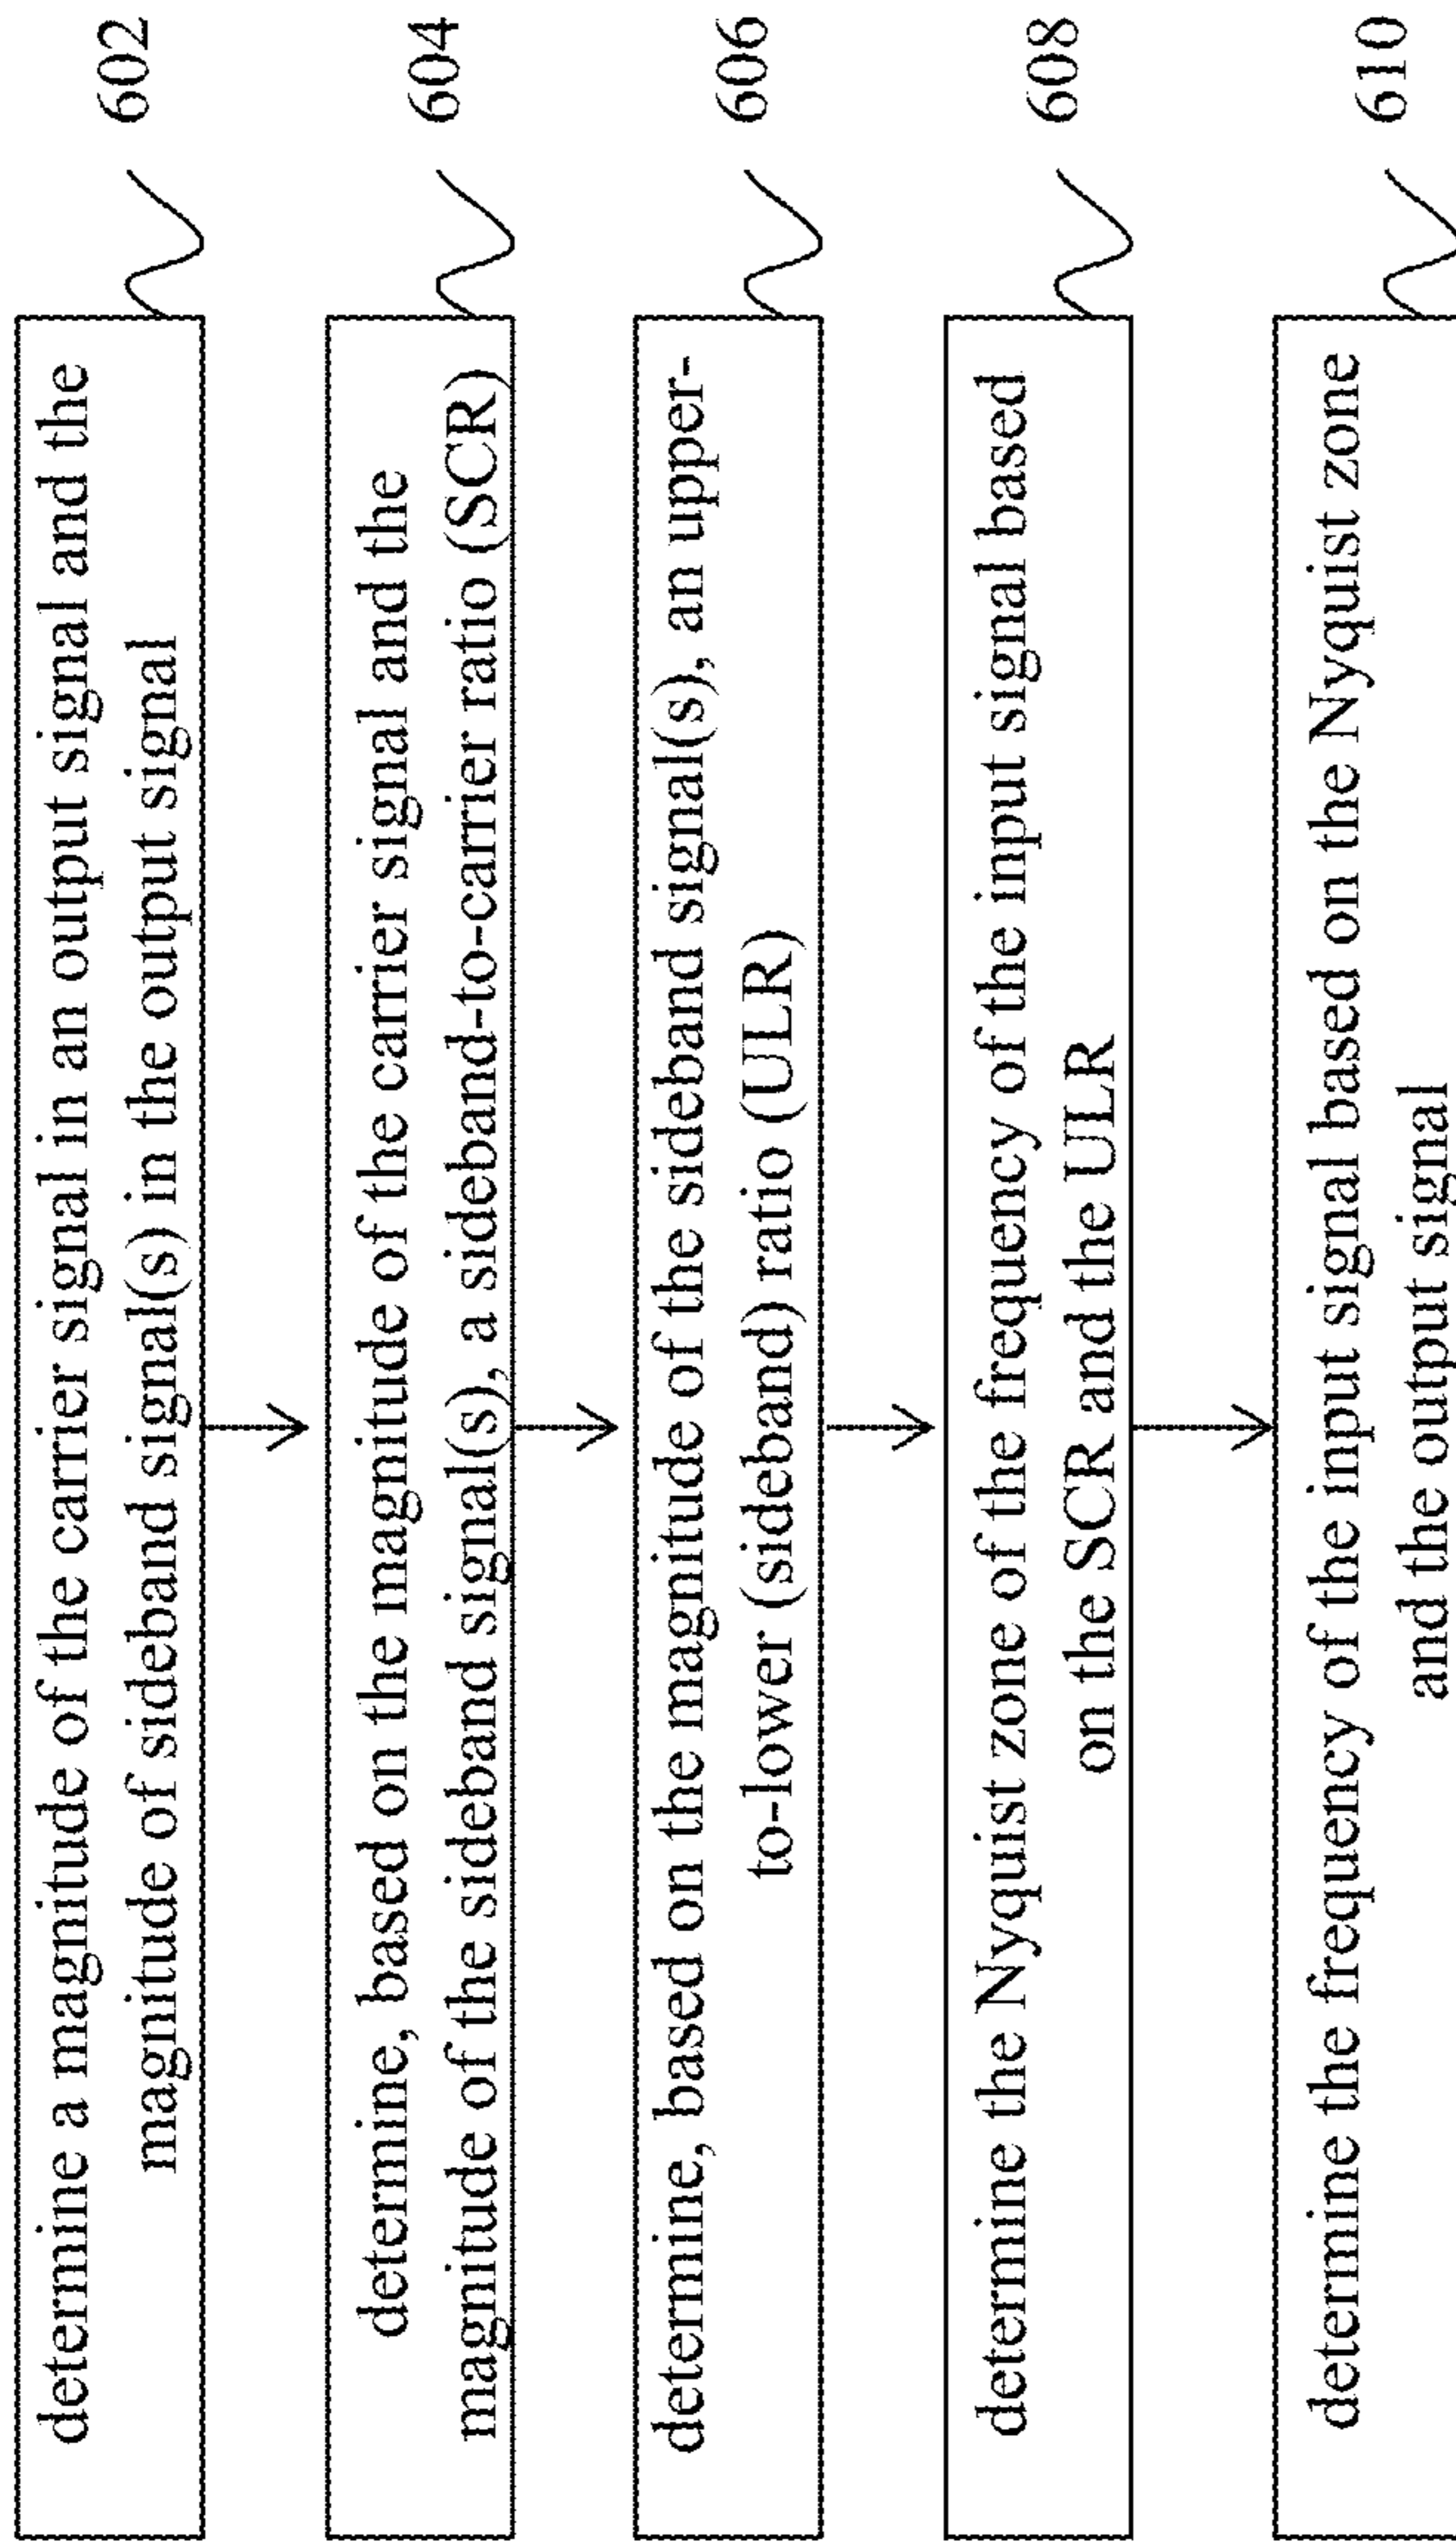 determine a magnitude of the carrier signal in an output signal and the
magnitude of sideband signal(s) in the output signal
602
determine, based on the magnitude of the carrier signal and the
magnitude of the sideband signal(s), a sideband-to-carrier ratio (SCR)
604
determine, based on the magnitude of the sideband signal(s), an upper-
to-lower (sideband) ratio (ULR)
606
determine the Nyquist zone of the frequency of the input signal based
on the SCR and the ULR
608
determine the frequency of the input signal based on the Nyquist zone
and the output signal
610